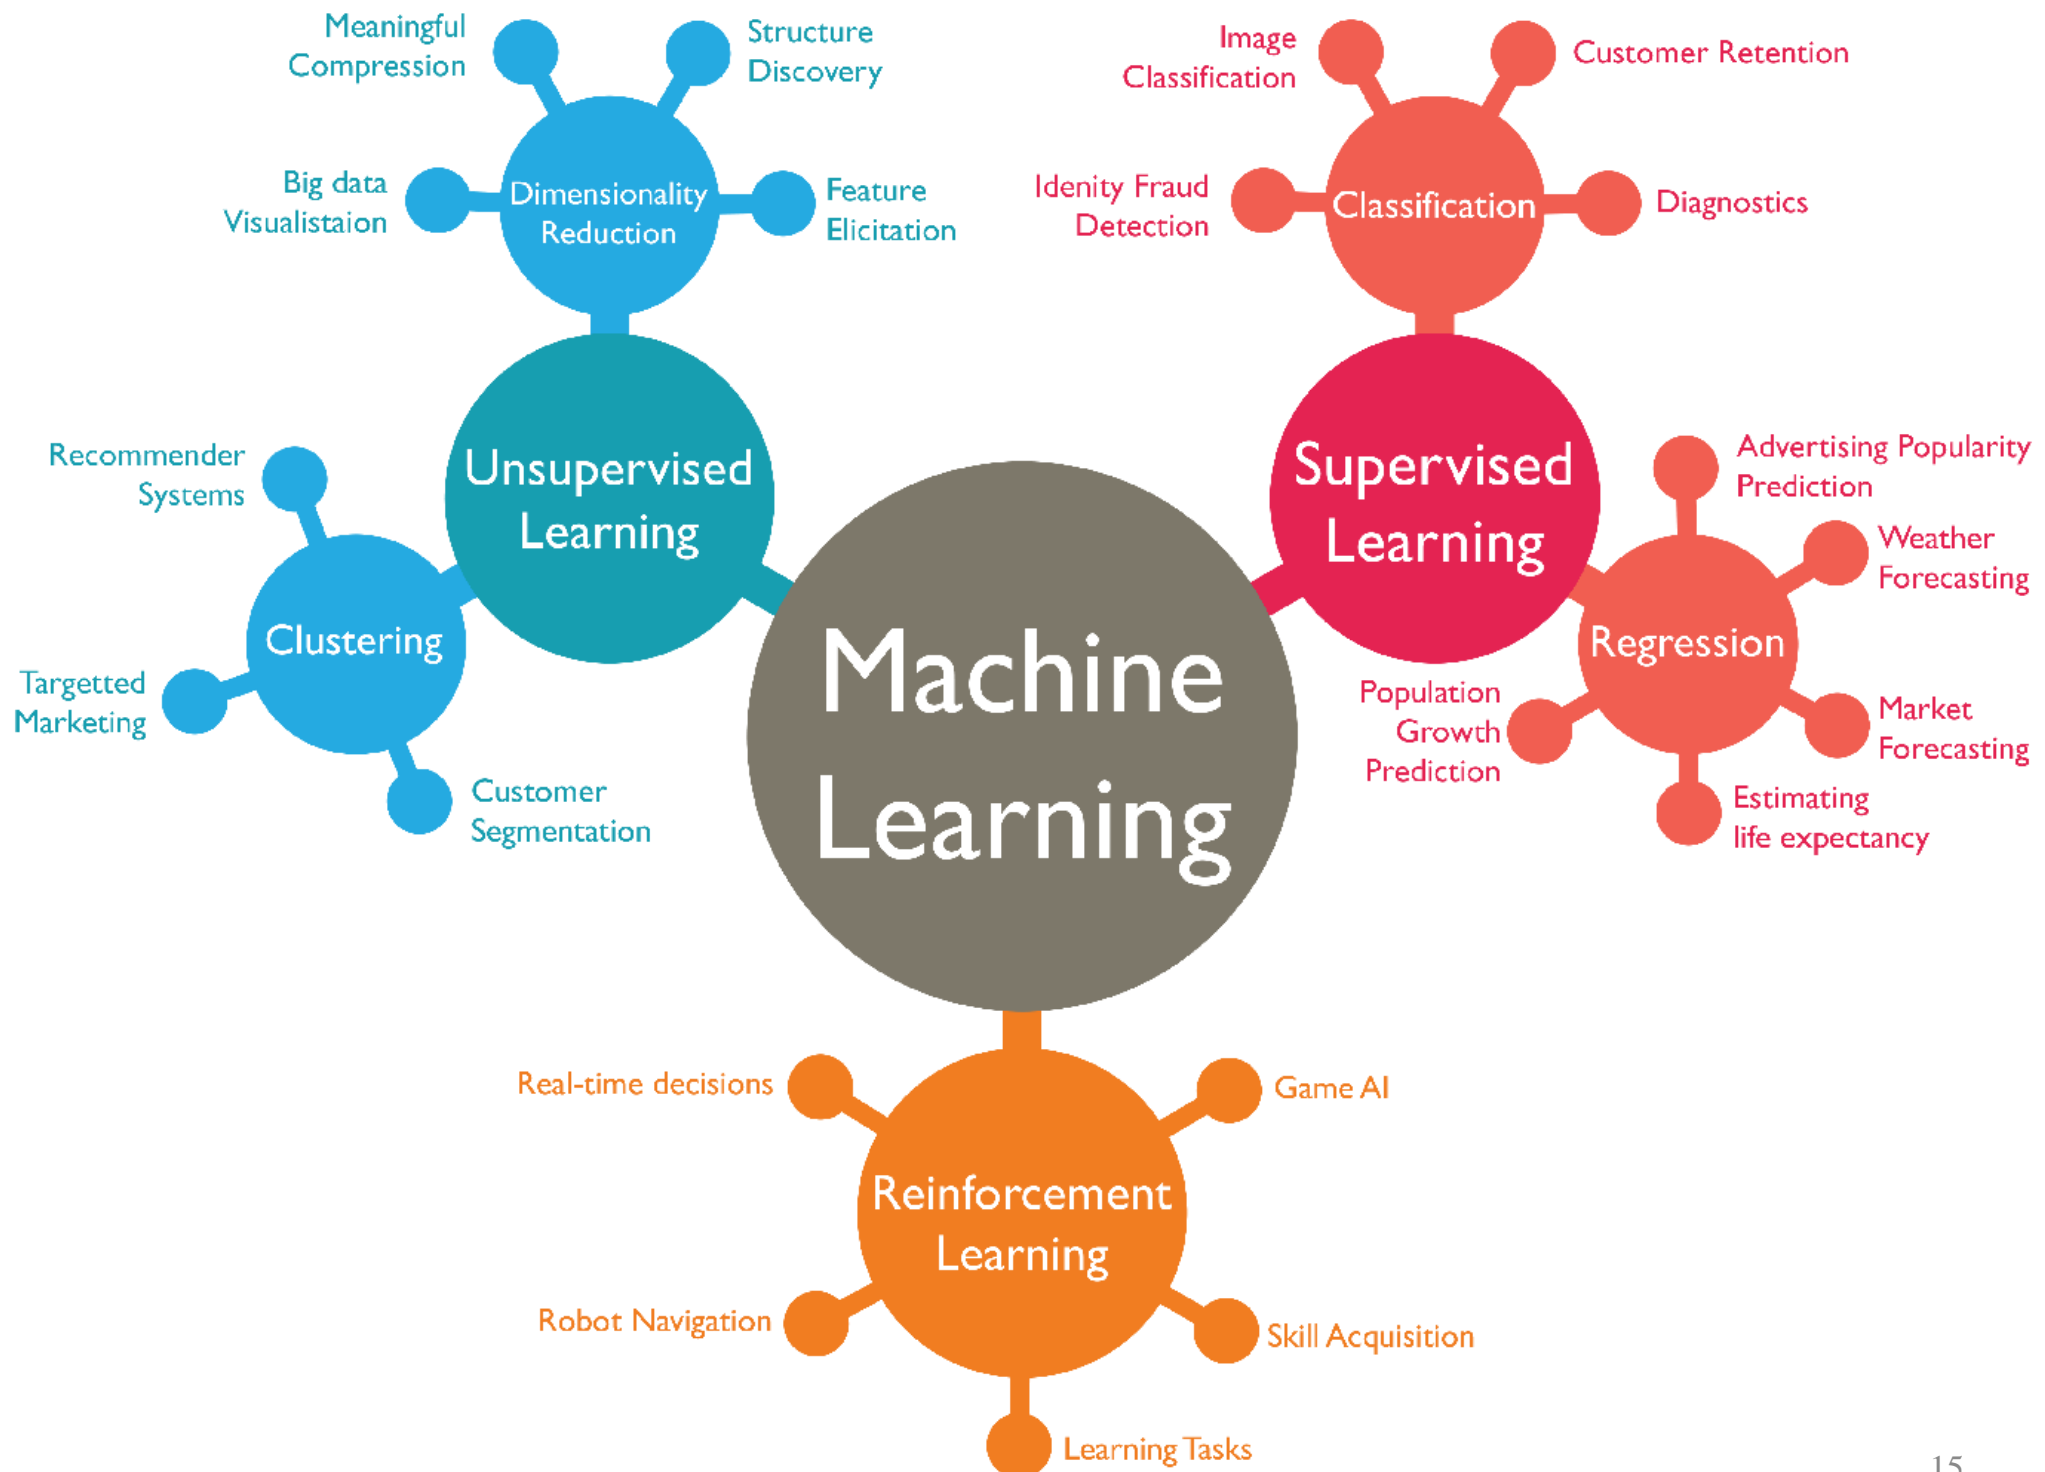 Meaningful
Compression
Structure
Discovery
Big data
Visualistaion
Dimensionality
Reduction
Feature
Elicitation
Image
Classification
Customer Retention
Idenity Fraud
Detection
Classification
Diagnostics
Recommender
Systems
Unsupervised
Learning
Clustering
Targetted
Marketing
Customer
Segmentation
Machine
Learning
Supervised
Learning
Advertising Popularity
Prediction
Weather
Forecasting
Regression
Population
Growth
Prediction
Market
Forecasting
Estimating
life expectancy
Real-time decisions
Game AI
Reinforcement
Learning
Robot Navigation
Skill Acquisition
Learning Tasks
15